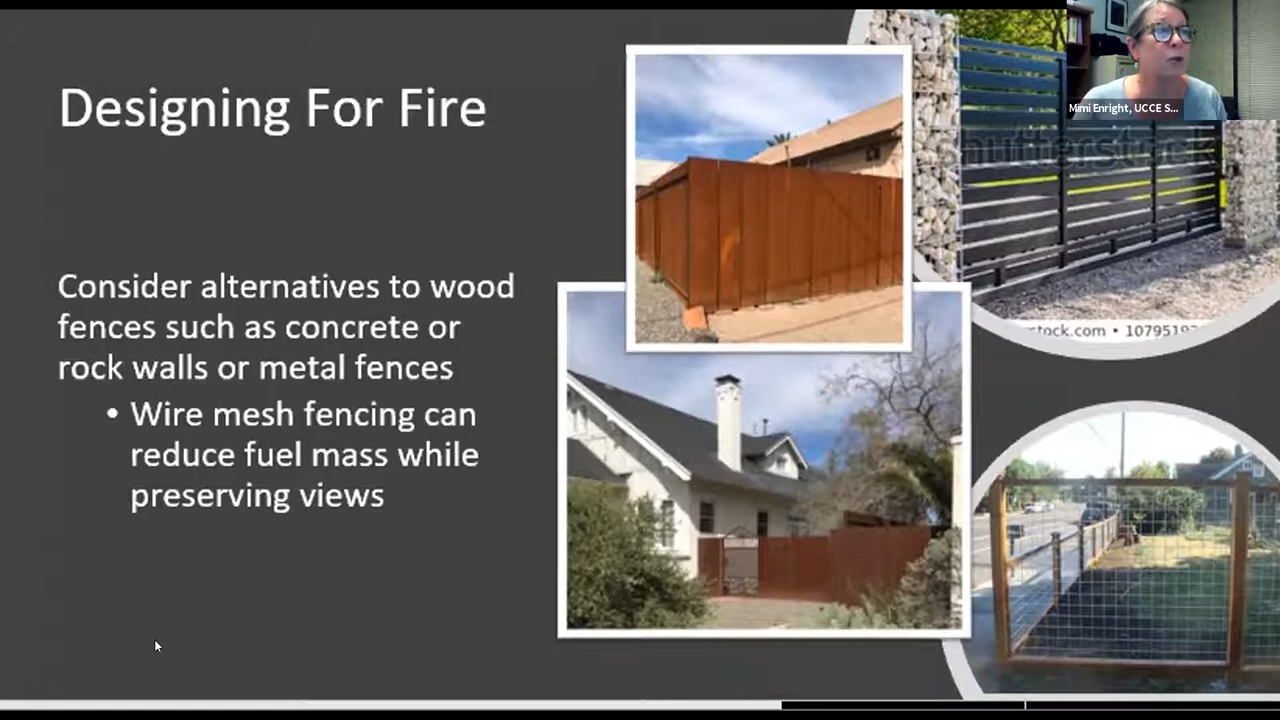 Designing For Fire
Consider alternatives to wood
fences such as concrete or
rock walls or metal fences
• Wire mesh fencing can
reduce fuel mass while
preserving views
Mimi Enright, UCCE S...
shutterstock
stock.com •